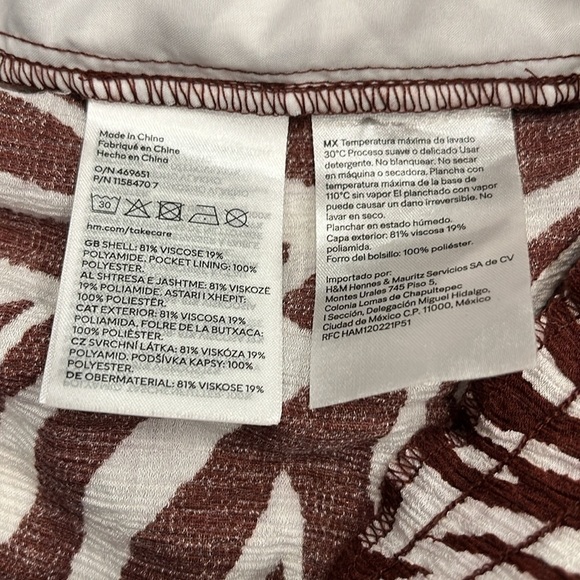 Made in China
Fabriqué en Chine
Hecho en China
O/N 469651
P/N 1158470 7
30
hm.com/takecare
GB SHELL: 81% VISCOSE 19%
POLYAMIDE, POCKET LINING: 100%
POLYESTER.
AL SHTRESA E JASHTME: 81% VISKOZË
19% POLIAMIDE, ASTARI I XHEPIT:
100% POLIESTËR.
CAT EXTERIOR: 81% VISCOSA 19%
POLIAMIDA, FOLRE DE LA BUTXACA:
100% POLIÈSTER.
CZ SVRCHNÍ LÁTKA: 81% VISKÓZA 19%
POLYAMID. PODŠÍVKA KAPSY: 100%
POLYESTER.
DE OBERMATERIAL: 81% VISKOSE 19%
MX Temperatura máxima de lavado
30°C Proceso suave o delicado Usar
detergente. No blanquear. No secar
en máquina o secadora. Plancha con
temperatura máxima de la base de
110°C sin vapor El planchado con vapor
puede causar un dano irreversible. No
lavar en seco.
Planchar en estado húmedo.
Capa exterior: 81% viscosa 19%
poliamida.
Forro del bolsillo: 100% poliéster.
Importado por:
H&M Hennes & Mauritz Servicios SA de CV
Montes Urales 745 Piso 5,
Colonia Lomas de Chapultepec
I Sección, Delegación Miguel Hidalgo,
Ciudad de México C.P. 11000, México
RFC HAM120221P51